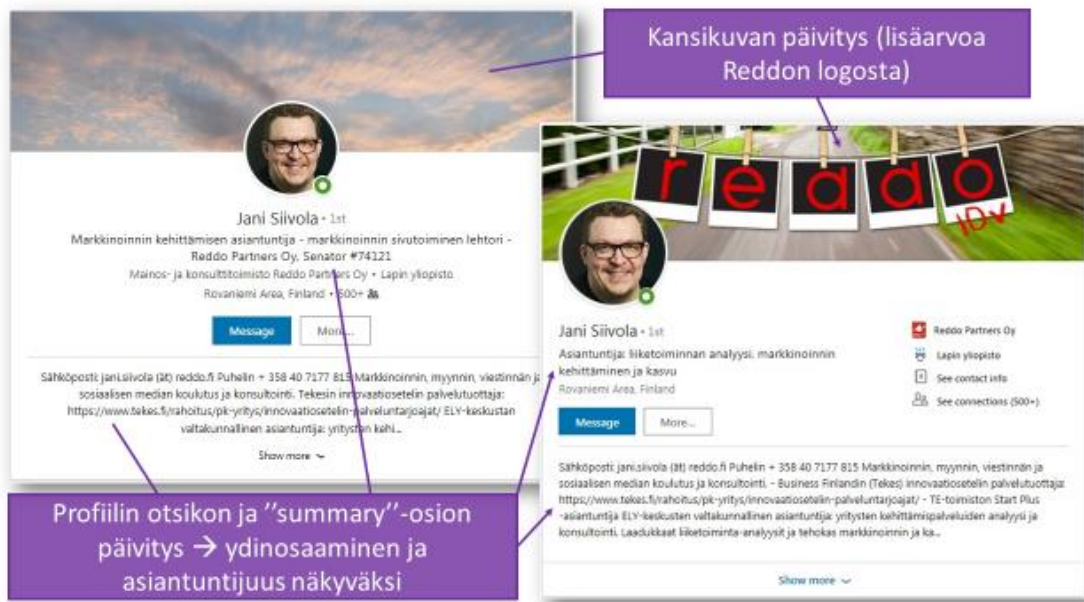 Kansikuvan päivitys (lisäarvoa
Reddon logosta)
Jani Siivola • 1st
Markkinoinnin kehittämisen asiantuntija - markkinoinnin sivutoiminen lehtori -
Reddo Partners Oy, Senator #74121
Mainos- ja konsulttitoimisto Reddo Partners Oy • Lapin yliopisto
Rovaniemi Area, Finland • 500+
Message
More...
Sähköposti: jani.siivola (ät) reddo.fi Puhelin + 358 40 7177 815 Markkinoinnin, myynnin, viestinnän ja
sosiaalisen median koulutus ja konsultointi. Tekesin innovaatiosetelin palvelutuottaja:
https://www.tekes.fi/rahoitus/pk-yritys/innovaatiosetelin-palveluntarjoajat/ ELY-keskustan
valtakunnallinen asiantuntija: yritysten kehi...
Show more
reddo
IDV
Jani Siivola • 1st
Asiantuntija: liiketoiminnan analyysi, markkinoinnin
kehittäminen ja kasvu
Rovaniemi Area, Finland
Message
More...
Reddo Partners Oy
Lapin yliopisto
See contact info
See connections (500+)
Sähköposti: jani.siivola (ät) reddo.fi Puhelin + 358 40 7177 815 Markkinoinnin, myynnin, viestinnän ja
sosiaalisen median koulutus ja konsultointi. - Business Finlandin (Tekes) innovaatiosetelin palvelutuottaja:
https://www.tekes.fi/rahoitus/pk-yritys/innovaatiosetelin-palveluntarjoajat/ - TE-toimiston Start Plus
-asiantuntija ELY-keskusten valtakunnallinen asiantuntija: yritysten kehittämispalveluiden analyysi ja
konsultointi. Laadukkaat liiketoiminta-analyysit ja tehokas markkinoinnin ja ka...
Show more
Profiilin otsikon ja ”summary”-osion
päivitys → ydinosaaminen ja
asiantuntijuus näkyväksi